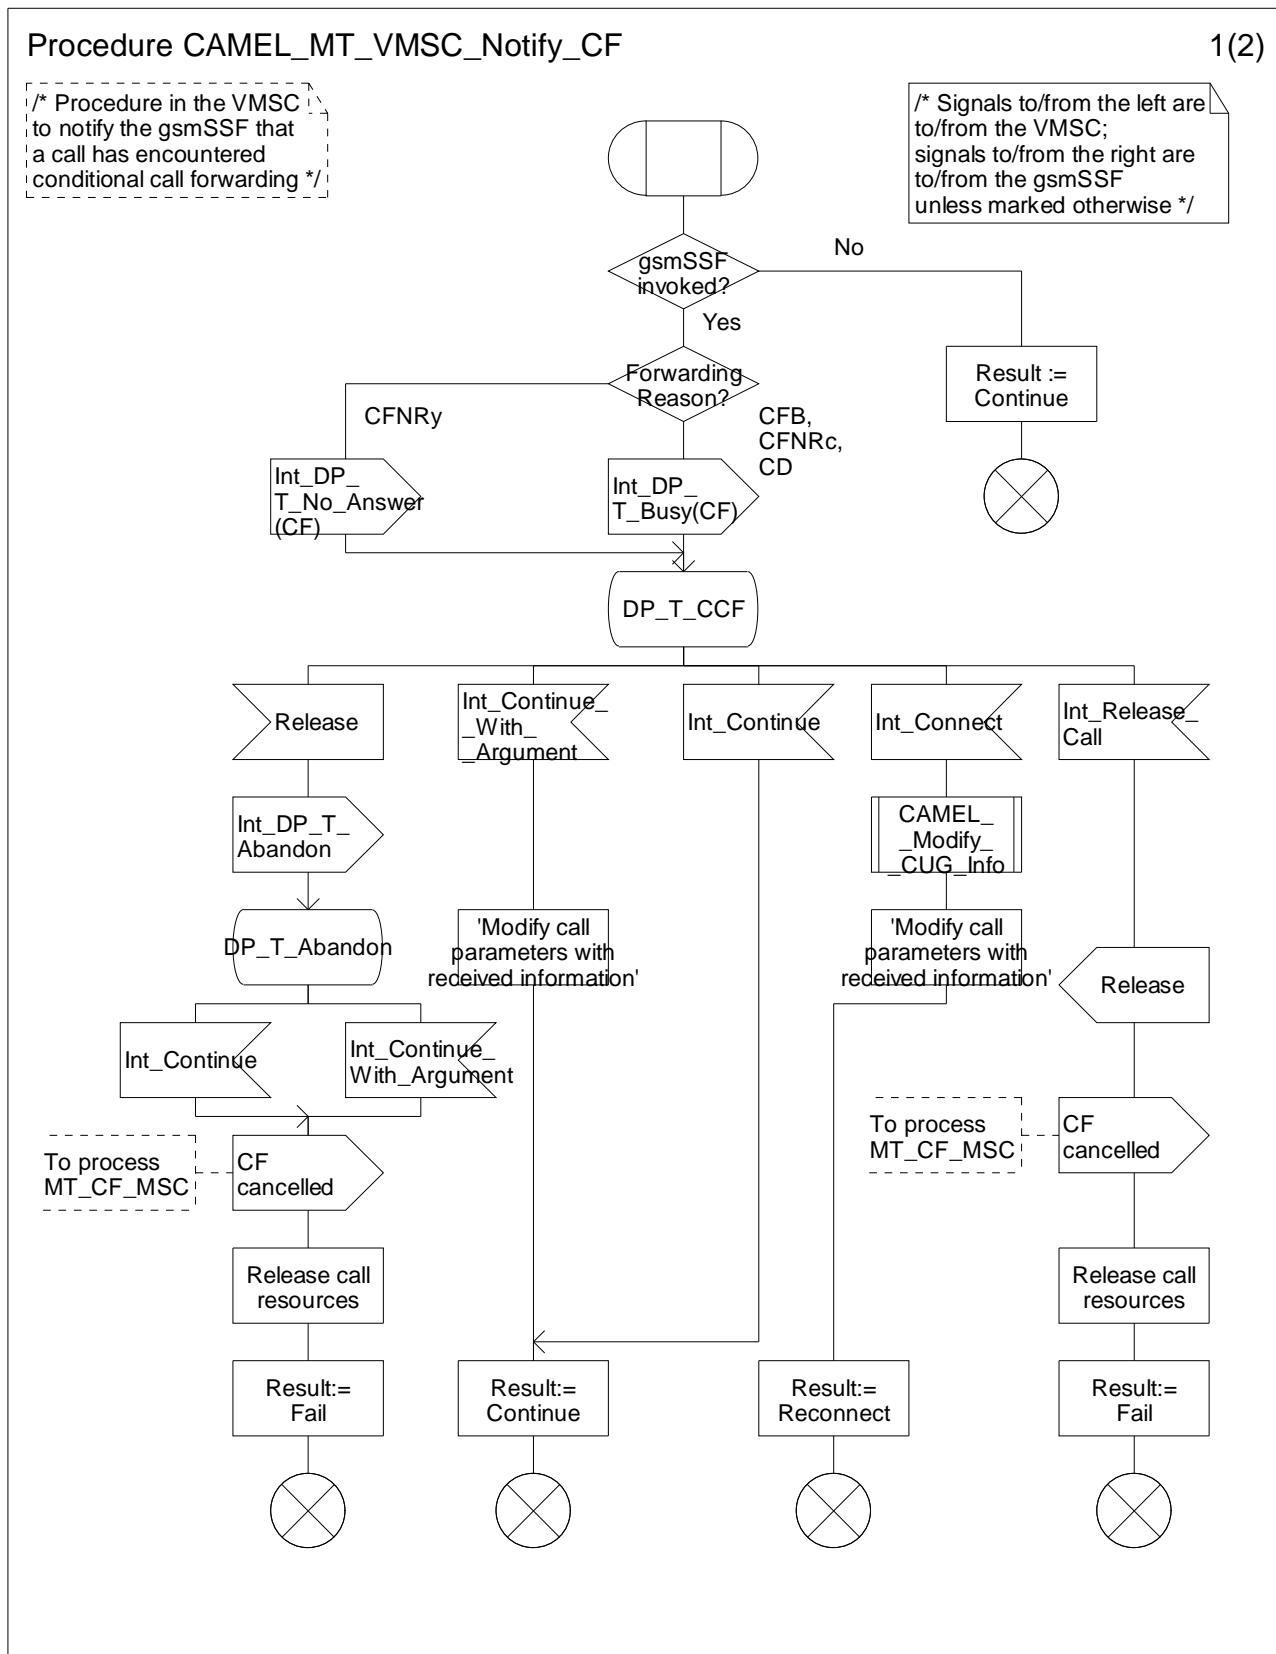 Procedure CAMEL_MT_VMSC_Notify_CF
1(2)
/* Procedure in the VMSC
to notify the gsmSSF that
a call has encountered
conditional call forwarding */
/* Signals to/from the left are
to/from the VMSC;
signals to/from the right are
to/from the gsmSSF
unless marked otherwise */
gsmSSF
invoked?
No
Yes
Result :=
Continue
Forwarding
Reason?
CFNRy
CFB,
CFNRc,
CD
Int_DP_
T_No_Answer
(CF)
Int_DP_
T_Busy(CF)
DP_T_CCF
Release
Int_Continue_
_With_
_Argument
Int_Continue
Int_Connect
Int_Release_
Call
Int_DP_T_
Abandon
CAMEL_
_Modify_
_CUG_Info
DP_T_Abandon
'Modify call
parameters with
received information'
'Modify call
parameters with
received information'
Release
Int_Continue
Int_Continue_
With_Argument
To process
MT_CF_MSC
CF
cancelled
To process
MT_CF_MSC
CF
cancelled
Release call
resources
Release call
resources
Result:=
Fail
Result:=
Continue
Result:=
Reconnect
Result:=
Fail